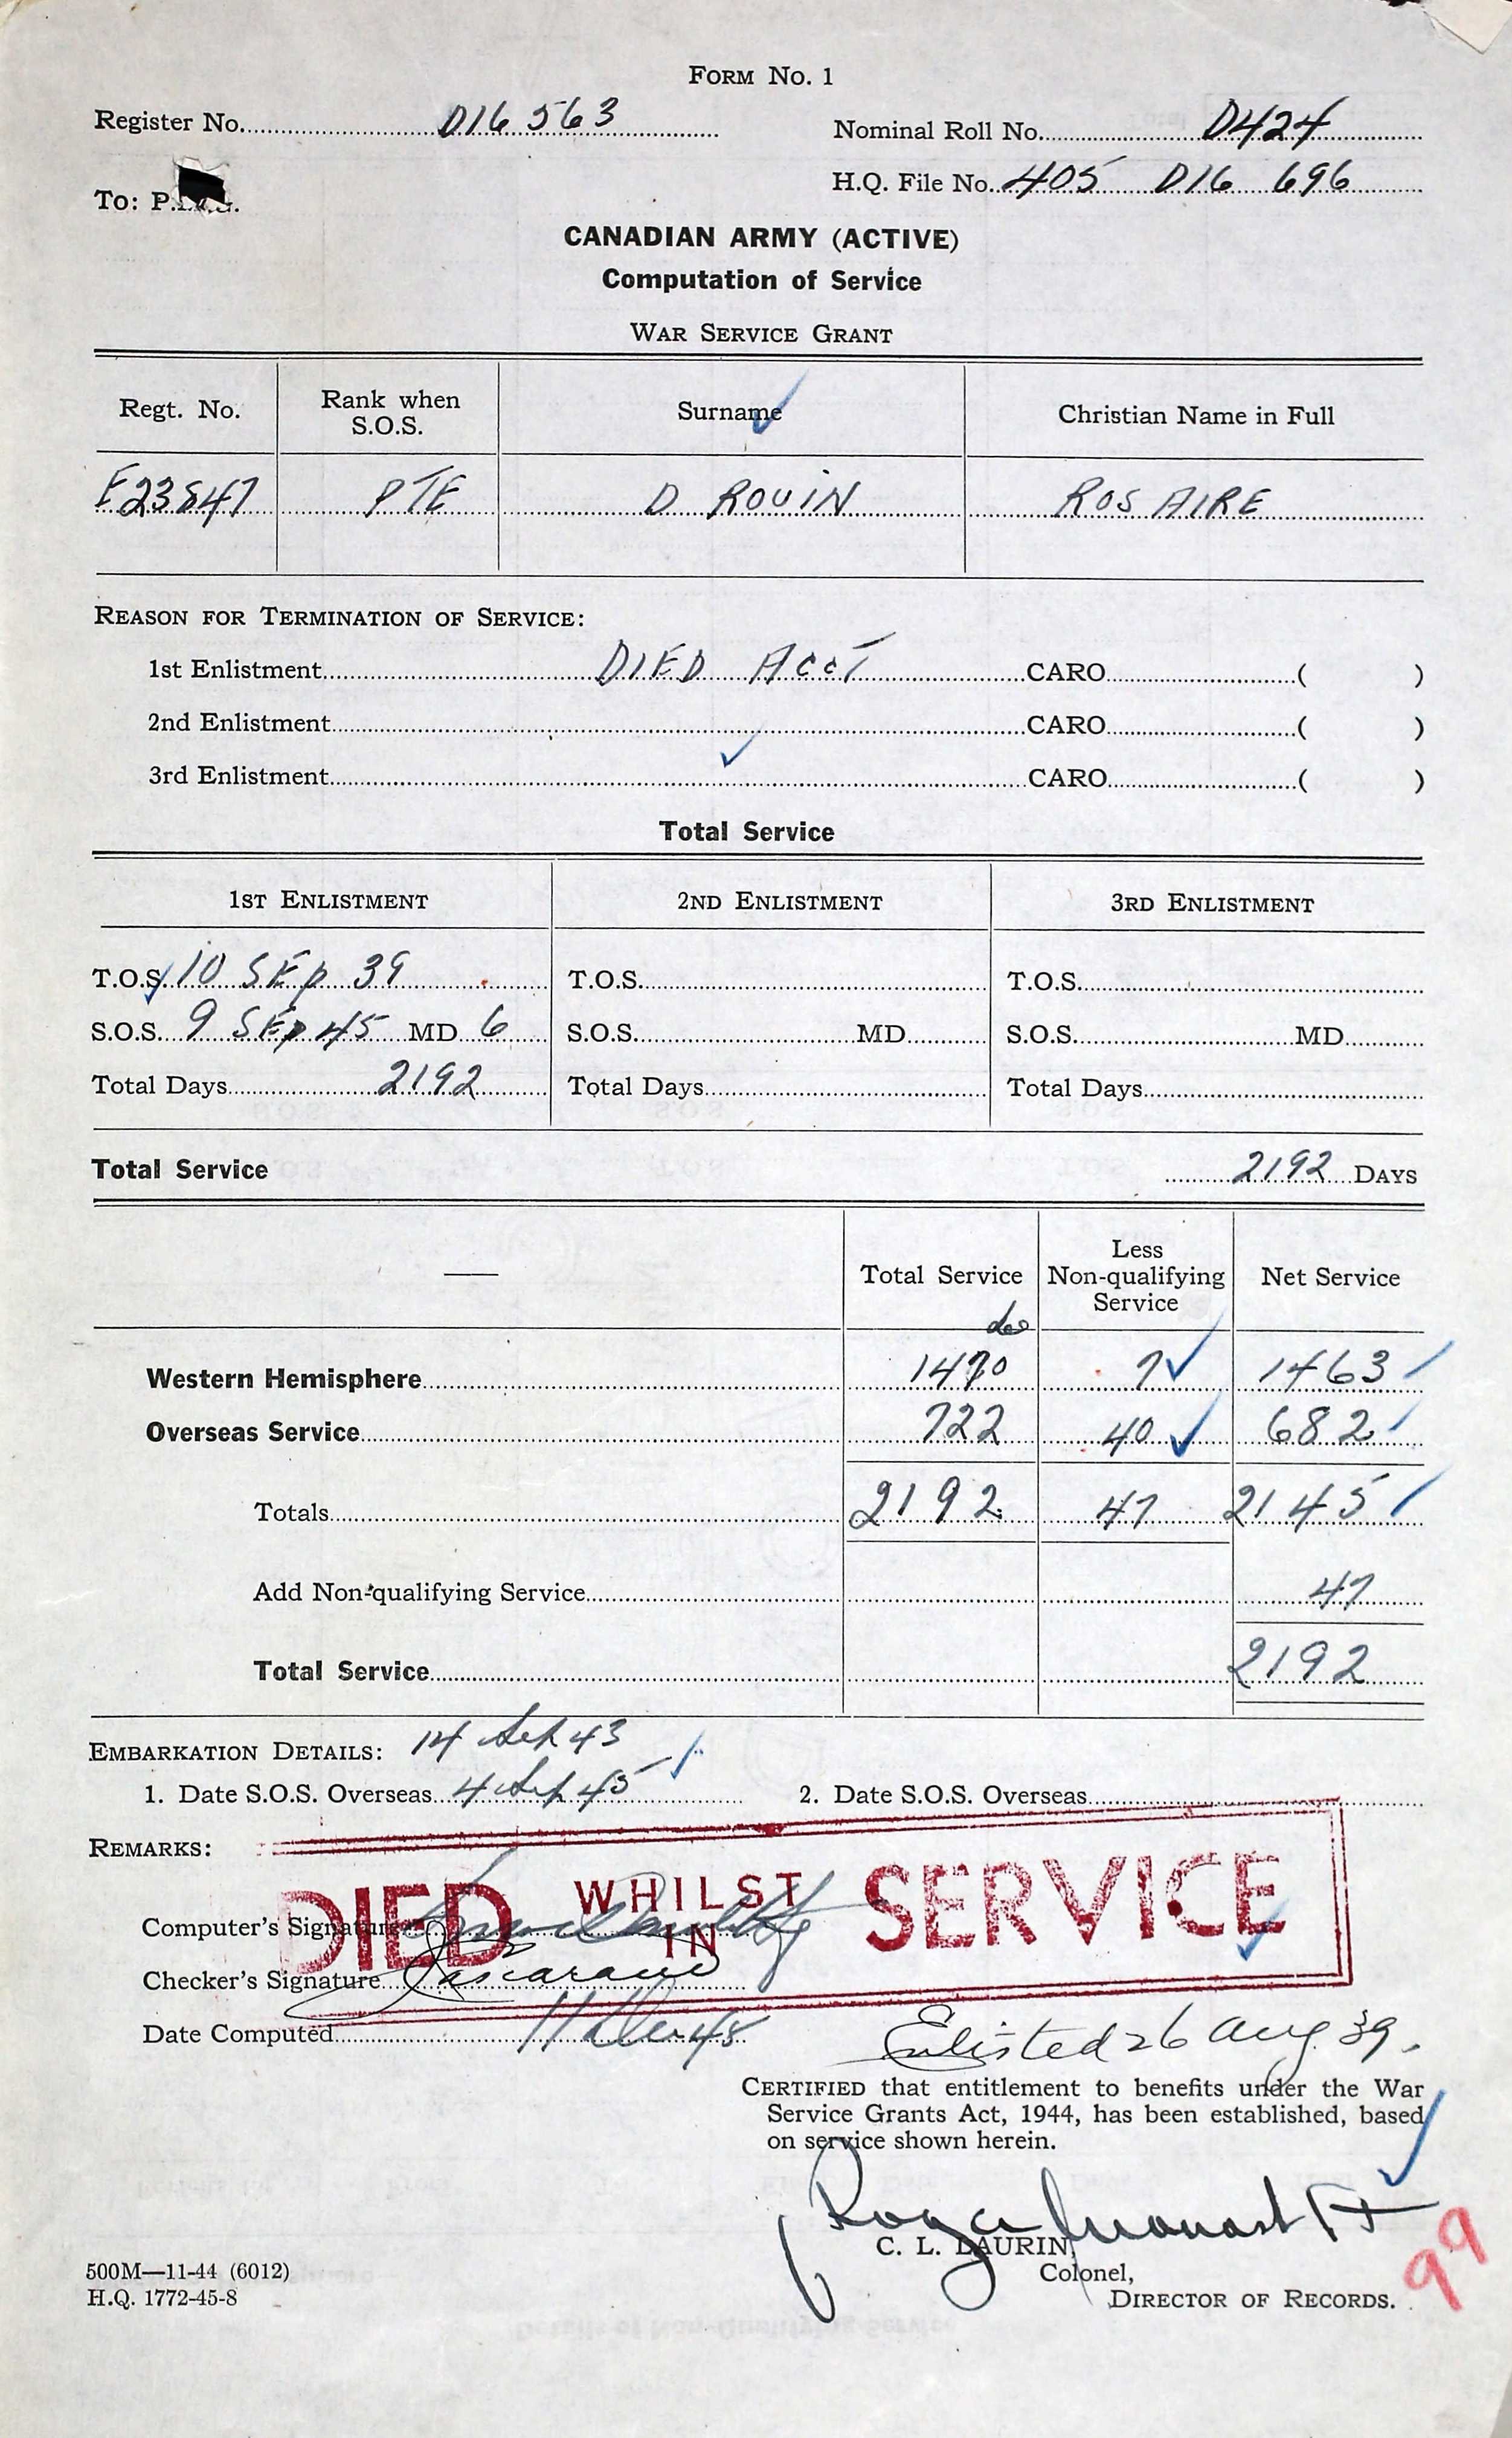 FORM NO. 1
Register No. D16 563
Nominal Roll No. D424
H.Q. File No. 405 D16 696
To: P.
CANADIAN ARMY (ACTIVE)
Computation of Service
WAR SERVICE GRANT
Regt. No. Rank when S.O.S. Surname Christian Name in Full
E23847 PTE DROUIN ROSAIRE
REASON FOR TERMINATION OF SERVICE:
1st Enlistment DIED ACCT CARO ( )
2nd Enlistment CARO ( )
3rd Enlistment CARO ( )
Total Service
1ST ENLISTMENT 2ND ENLISTMENT 3RD ENLISTMENT
T.O.S. 10 SEP 39 T.O.S. T.O.S.
S.O.S. 9 SEP 45 MD 6 S.O.S. MD S.O.S. MD
Total Days 2192 Total Days Total Days
Total Service 2192 DAYS
Total Service Less Non-qualifying Service Net Service
Western Hemisphere 1470 7 1463
Overseas Service 722 40 682
Totals 2192 47 2145
Add Non-qualifying Service 47
Total Service 2192
EMBARKATION DETAILS: 14 Sep 43
1. Date S.O.S. Overseas 4 Sep 45 2. Date S.O.S. Overseas
REMARKS:
DIED WHILST IN SERVICE
Computer's Signature
Checker's Signature
Date Computed
Enlisted 26 Aug 39.
CERTIFIED that entitlement to benefits under the War
Service Grants Act, 1944, has been established, based
on service shown herein.
C. L. LAURIN,
Colonel,
DIRECTOR OF RECORDS.
500M—11-44 (6012)
H.Q. 1772-45-8
99